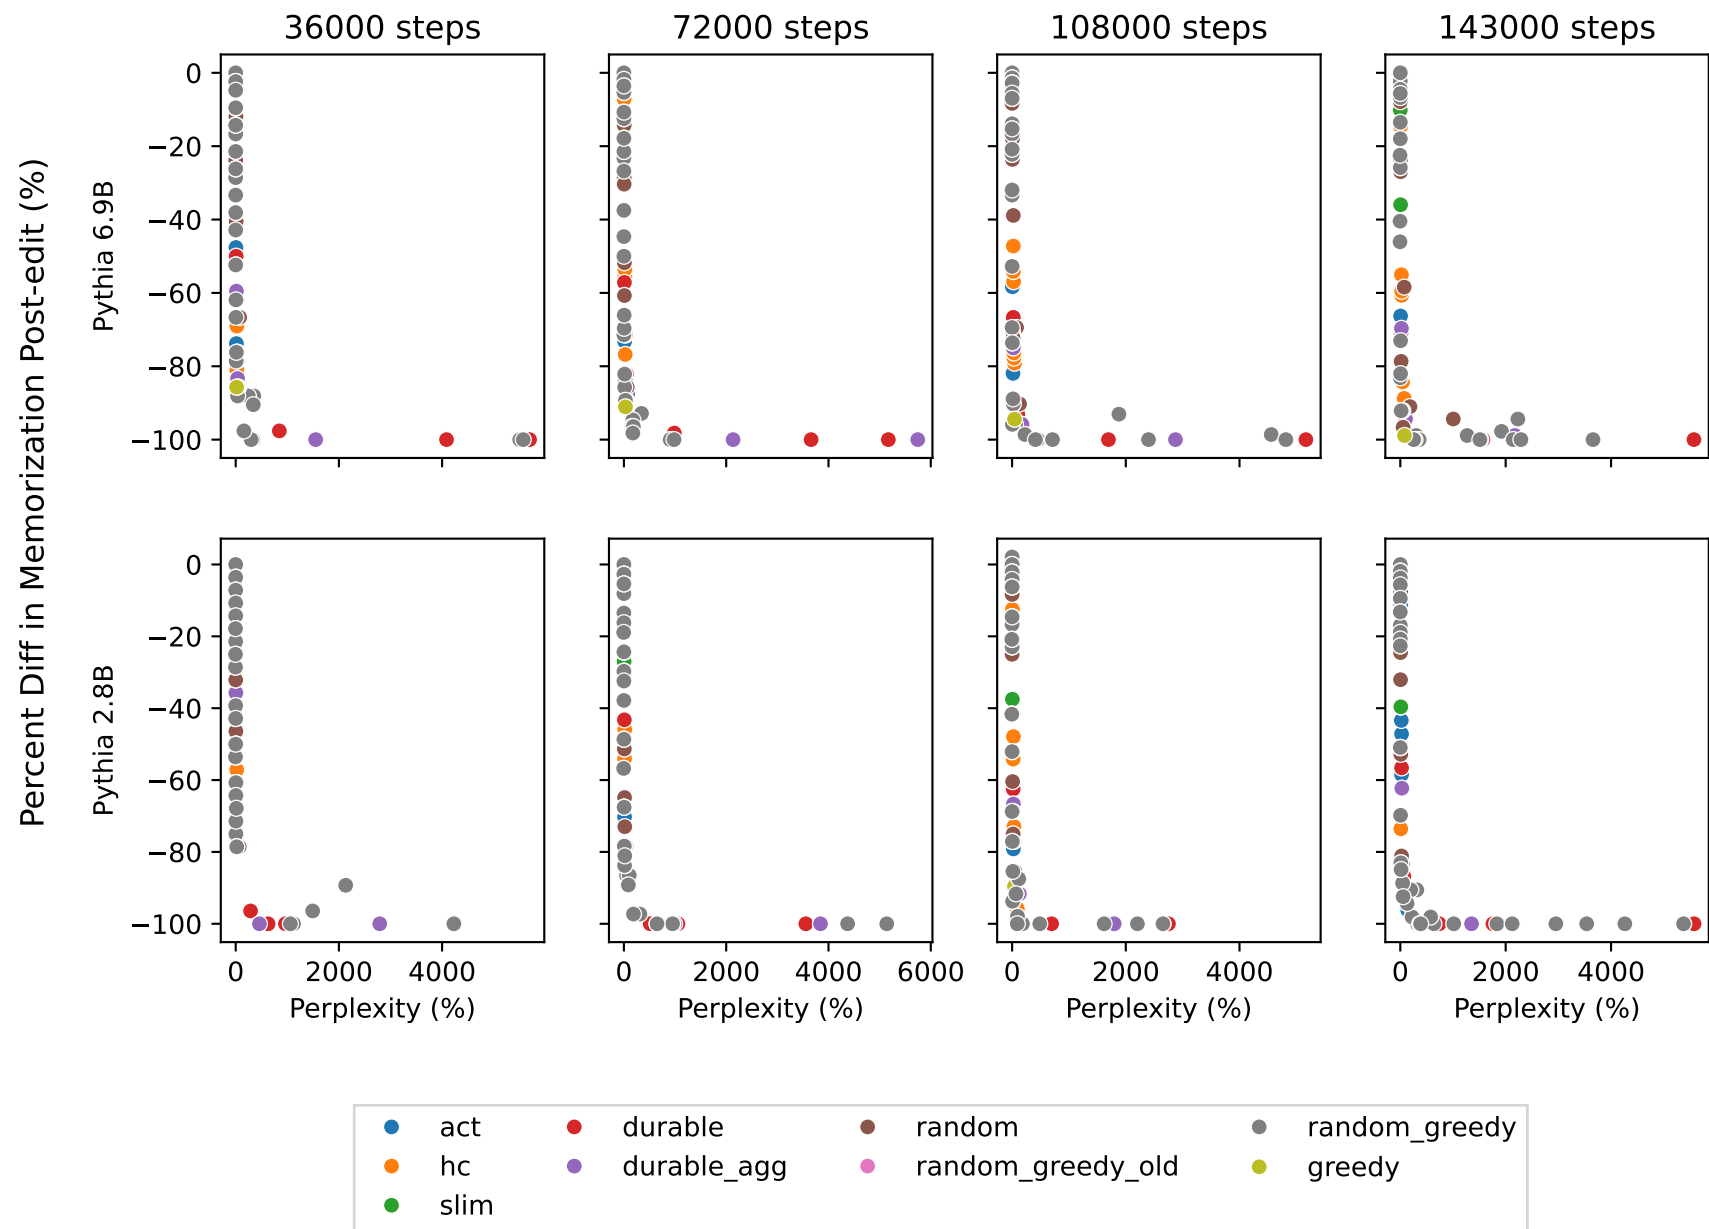 36000 steps 72000 steps 108000 steps 143000 steps
Percent Diff in Memorization Post-edit (%)
Pythia 6.9B
0
−20
−40
−60
−80
−100
Pythia 2.8B
0
−20
−40
−60
−80
−100
0 2000 4000 0 2000 4000 6000 0 2000 4000 0 2000 4000
Perplexity (%) Perplexity (%) Perplexity (%) Perplexity (%)
act durable random random_greedy
hc durable_agg random_greedy_old greedy
slim